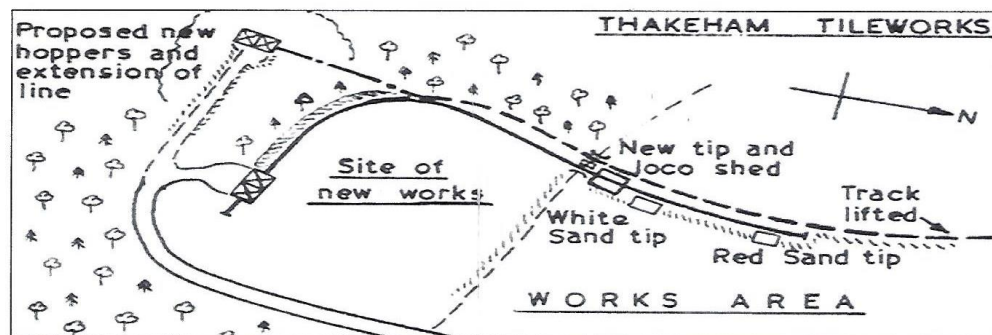 THAKEHAM TILEWORKS
Proposed new
hoppers and
extension of
line
N
New tip and
loco shed
Site of
new works
Track
lifted
White
Sand tip
Red Sand tip
WORKS AREA